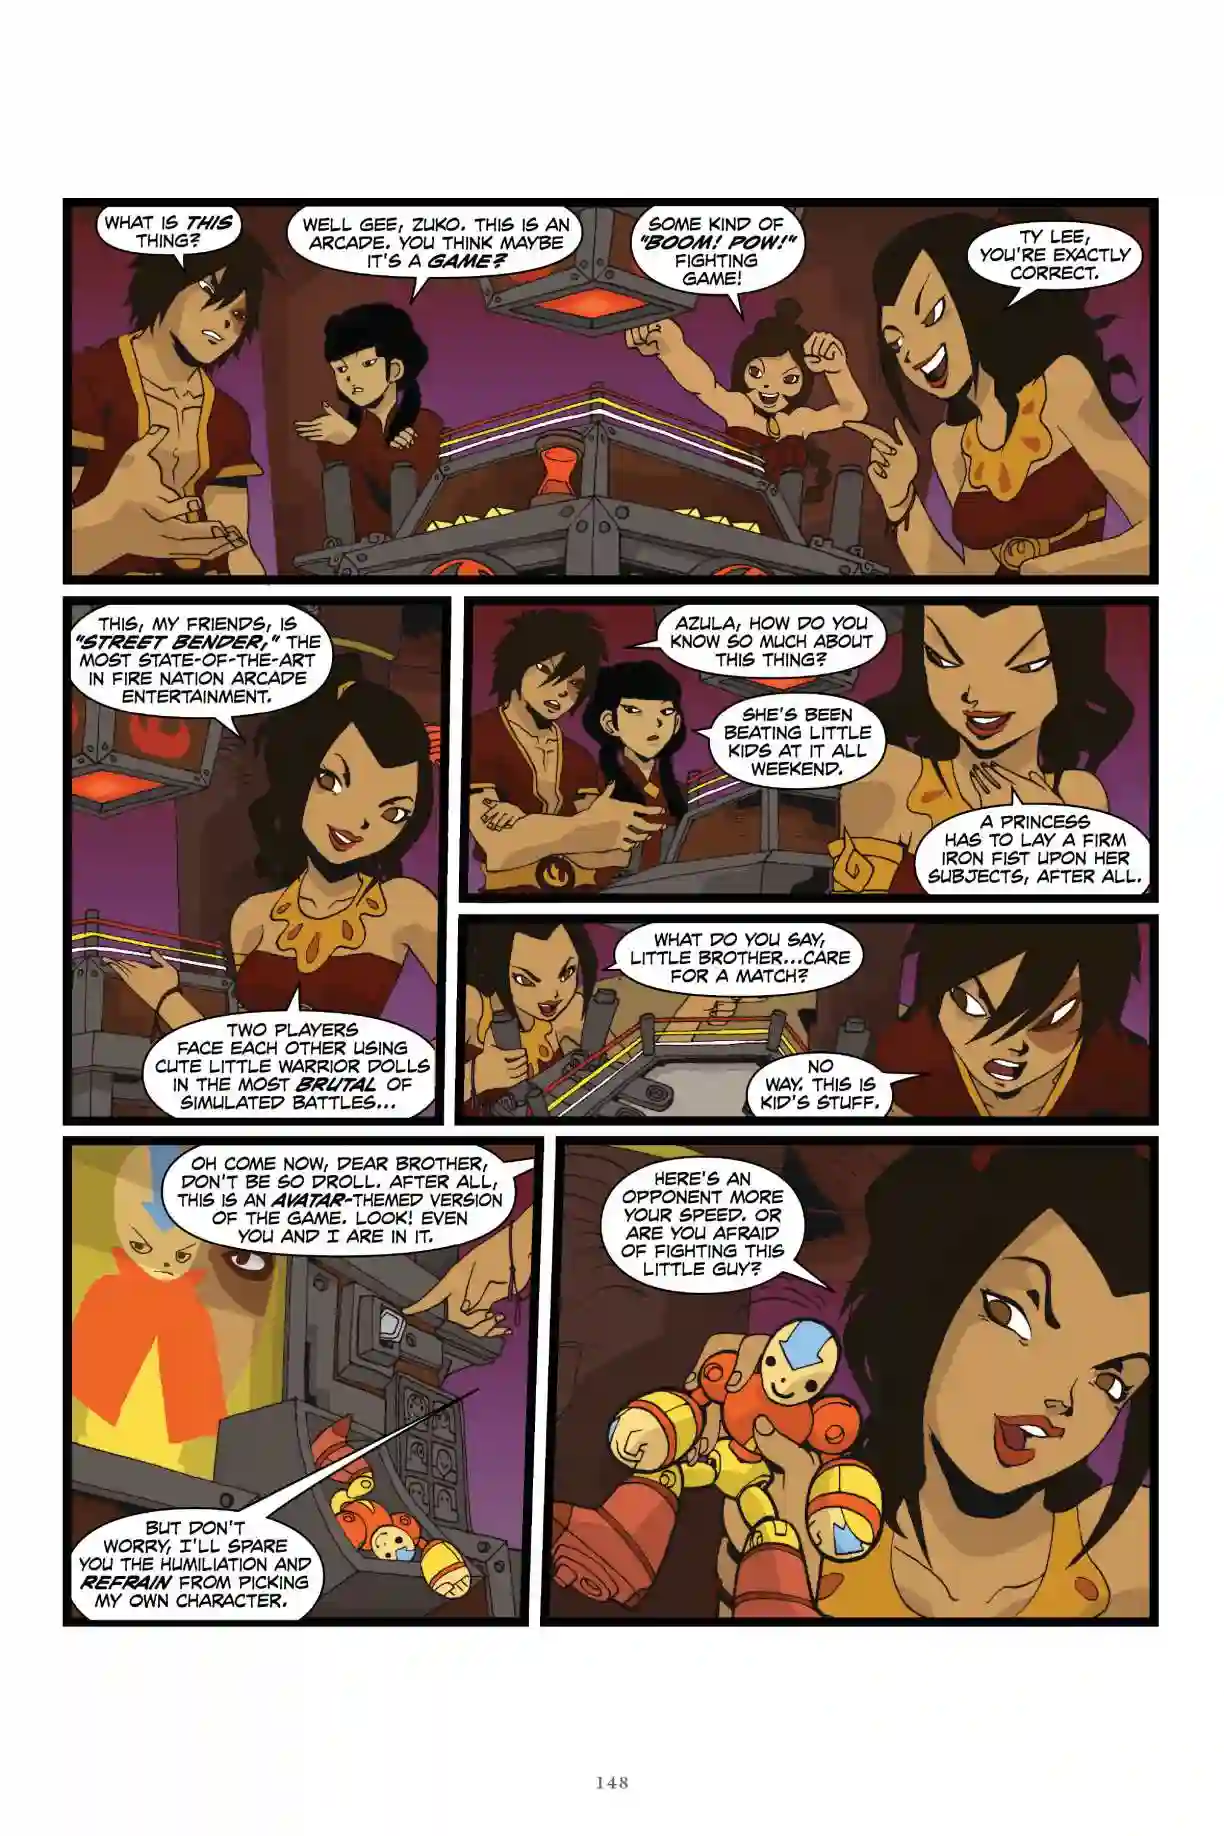 WHAT IS THIS
THING?
WELL GEE, ZUKO. THIS IS AN
ARCADE. YOU THINK MAYBE
IT'S A GAME?
SOME KIND OF
"BOOM! POW!"
FIGHTING
GAME!
TY LEE,
YOU'RE EXACTLY
CORRECT.
THIS, MY FRIENDS, IS
"STREET BENDER," THE
MOST STATE-OF-THE-ART
IN FIRE NATION ARCADE
ENTERTAINMENT.
TWO PLAYERS
FACE EACH OTHER USING
CUTE LITTLE WARRIOR DOLLS
IN THE MOST BRUTAL OF
SIMULATED BATTLES...
AZULA, HOW DO YOU
KNOW SO MUCH ABOUT
THIS THING?
SHE'S BEEN
BEATING LITTLE
KIDS AT IT ALL
WEEKEND.
A PRINCESS
HAS TO LAY A FIRM
IRON FIST UPON HER
SUBJECTS, AFTER ALL.
WHAT DO YOU SAY,
LITTLE BROTHER...CARE
FOR A MATCH?
NO
WAY. THIS IS
KID'S STUFF.
OH COME NOW, DEAR BROTHER,
DON'T BE SO DROLL. AFTER ALL,
THIS IS AN AVATAR-THEMED VERSION
OF THE GAME. LOOK! EVEN
YOU AND I ARE IN IT.
BUT DON'T
WORRY, I'LL SPARE
YOU THE HUMILIATION AND
REFRAIN FROM PICKING
MY OWN CHARACTER.
HERE'S AN
OPPONENT MORE
YOUR SPEED. OR
ARE YOU AFRAID
OF FIGHTING THIS
LITTLE GUY?
148